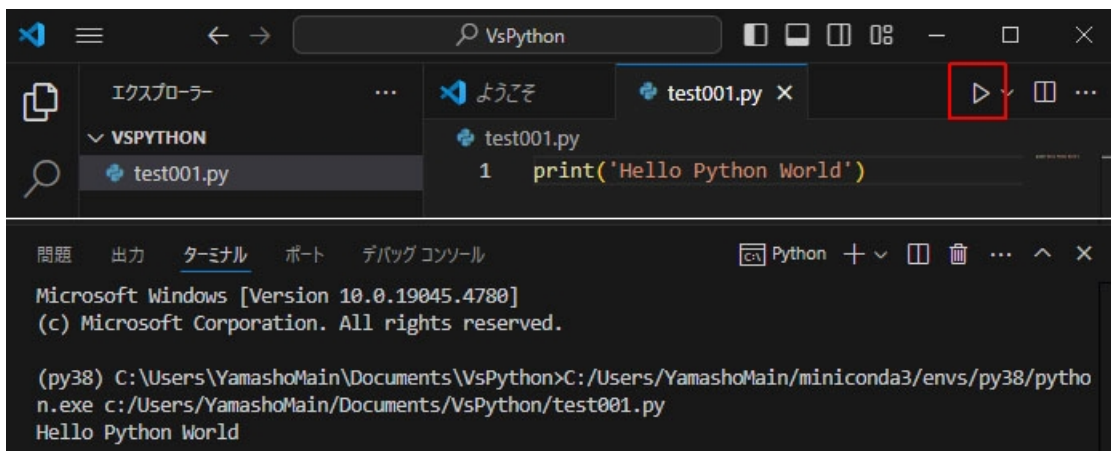 VsPython
エクスプローラー
ようこそ
test001.py
VSPYTHON
test001.py
test001.py
1 print('Hello Python World')
問題 出力 ターミナル ポート デバッグ コンソール
Python
Microsoft Windows [Version 10.0.19045.4780]
(c) Microsoft Corporation. All rights reserved.
(py38) C:\Users\YamashoMain\Documents\VsPython>C:/Users/YamashoMain/miniconda3/envs/py38/pytho
n.exe c:/Users/YamashoMain/Documents/VsPython/test001.py
Hello Python World